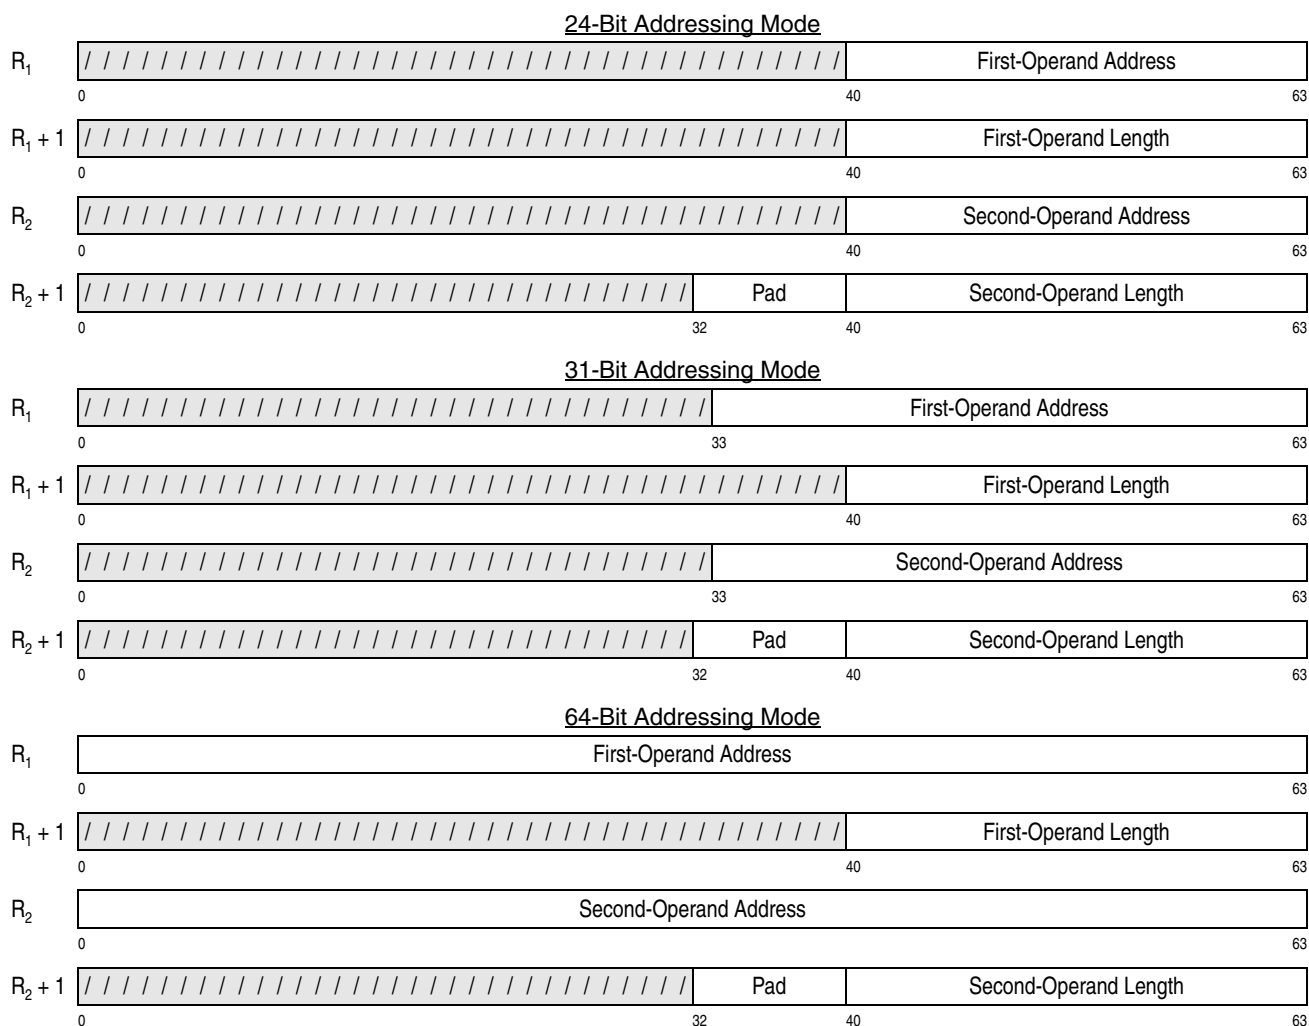 24-Bit Addressing Mode
R1 / / / / / / / / / / / / / / / / / / / / / / / / / / / / / / / / / / / / / / / / First-Operand Address
0 40 63
R1 + 1 / / / / / / / / / / / / / / / / / / / / / / / / / / / / / / / / / / / / / / / / First-Operand Length
0 40 63
R2 / / / / / / / / / / / / / / / / / / / / / / / / / / / / / / / / / / / / / / / / Second-Operand Address
0 40 63
R2 + 1 / / / / / / / / / / / / / / / / / / / / / / / / / / / / / / / / Pad Second-Operand Length
0 32 40 63
31-Bit Addressing Mode
R1 / / / / / / / / / / / / / / / / / / / / / / / / / / / / / / / / / First-Operand Address
0 33 63
R1 + 1 / / / / / / / / / / / / / / / / / / / / / / / / / / / / / / / / / / / / / / / / First-Operand Length
0 40 63
R2 / / / / / / / / / / / / / / / / / / / / / / / / / / / / / / / / / Second-Operand Address
0 33 63
R2 + 1 / / / / / / / / / / / / / / / / / / / / / / / / / / / / / / / / Pad Second-Operand Length
0 32 40 63
64-Bit Addressing Mode
R1 First-Operand Address
0 63
R1 + 1 / / / / / / / / / / / / / / / / / / / / / / / / / / / / / / / / / / / / / / / / First-Operand Length
0 40 63
R2 Second-Operand Address
0 63
R2 + 1 / / / / / / / / / / / / / / / / / / / / / / / / / / / / / / / / Pad Second-Operand Length
0 32 40 63